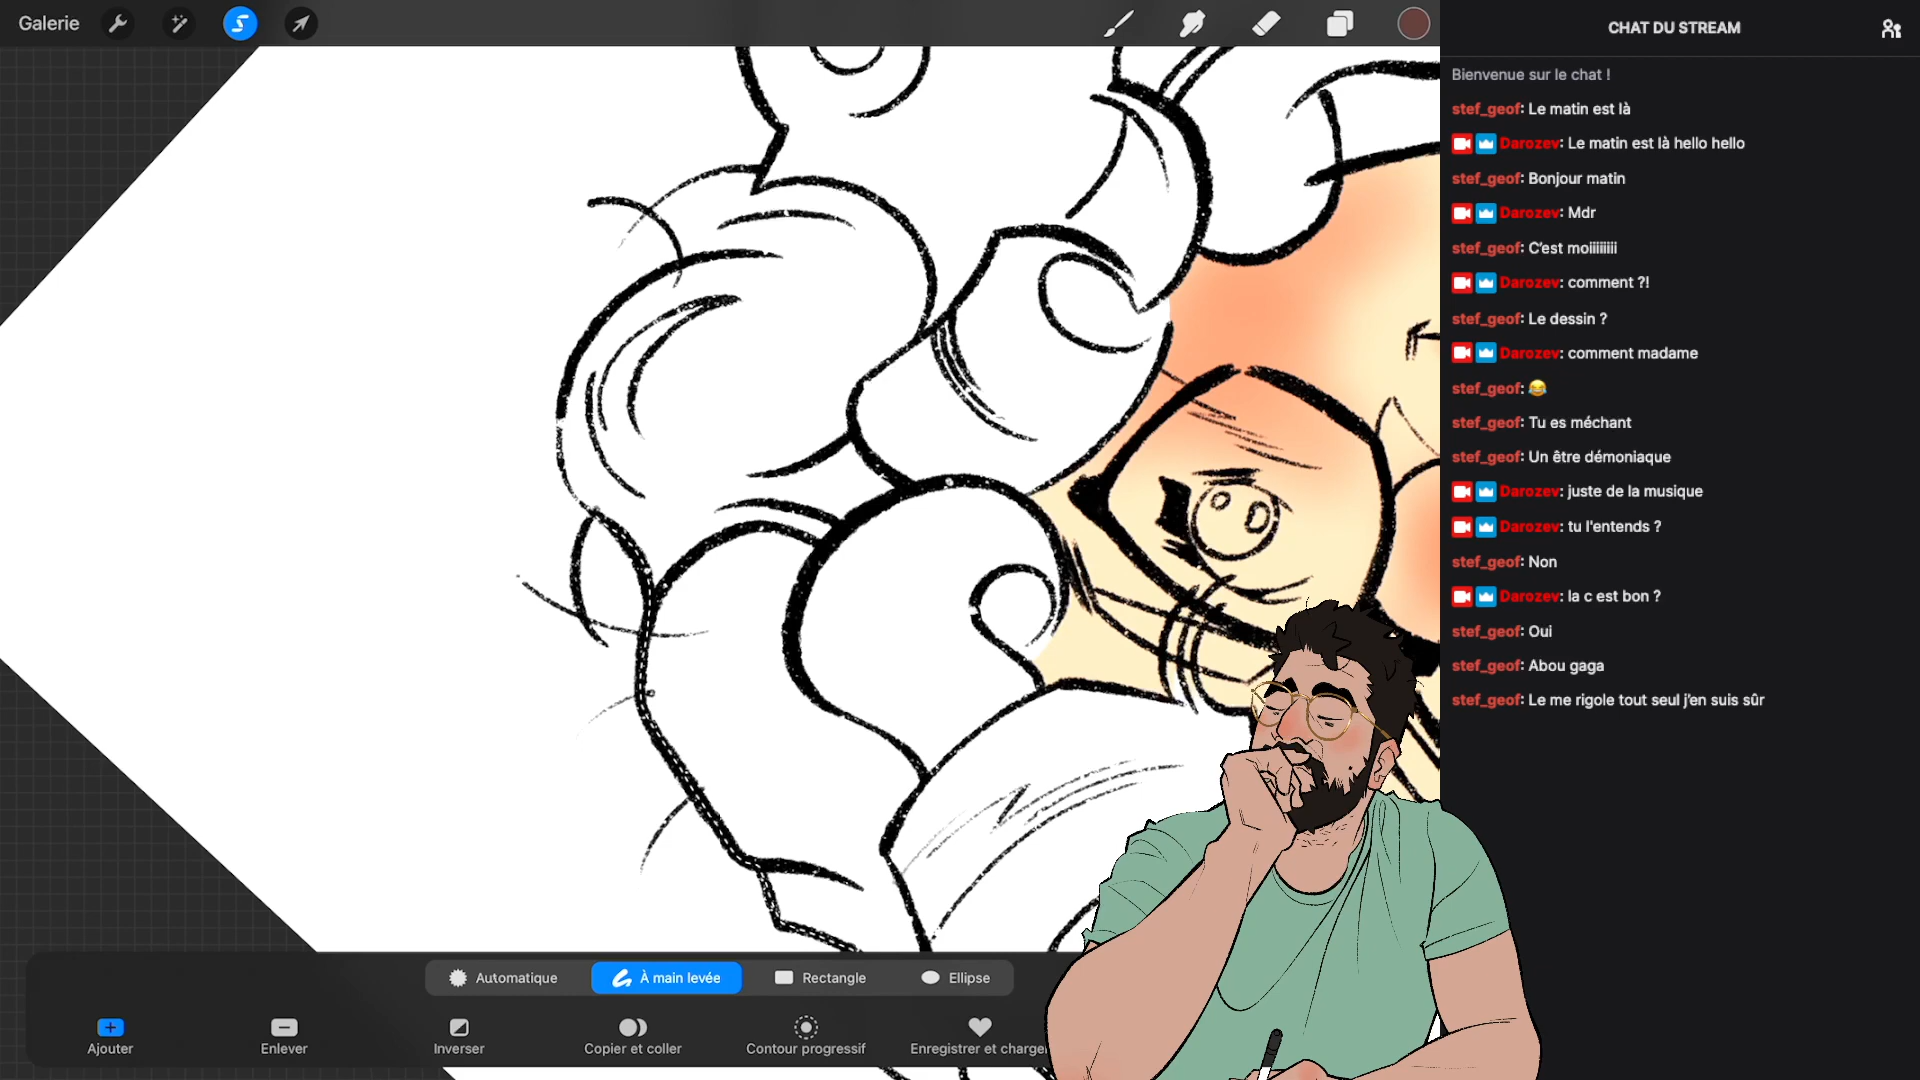 Galerie
CHAT DU STREAM
Bienvenue sur le chat !
stef_geof: Le matin est là
Darozev: Le matin est là hello hello
stef_geof: Bonjour matin
Darozev: Mdr
stef_geof: C'est moiiiiiiiii
Darozev: comment ?!
stef_geof: Le dessin ?
Darozev: comment madame
stef_geof: 😂
stef_geof: Tu es méchant
stef_geof: Un être démoniaque
Darozev: juste de la musique
Darozev: tu l'entends ?
stef_geof: Non
Darozev: la c est bon ?
stef_geof: Oui
stef_geof: Abou gaga
stef_geof: Le me rigole tout seul j'en suis sûr
Automatique
À main levée
Rectangle
Ellipse
Ajouter
Enlever
Inverser
Copier et coller
Contour progressif
Enregistrer et charger